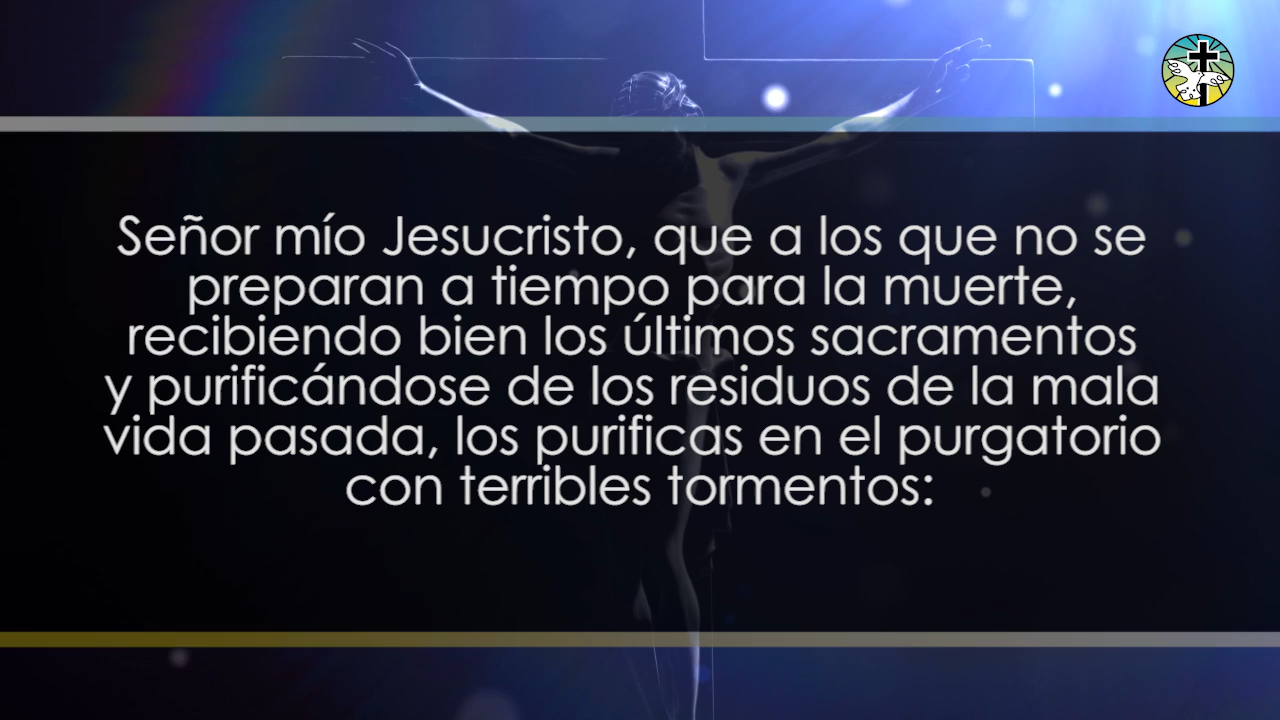 Señor mío Jesucristo, que a los que no se
preparan a tiempo para la muerte,
recibiendo bien los últimos sacramentos
y purificándose de los residuos de la mala
vida pasada, los purificas en el purgatorio
con terribles tormentos: